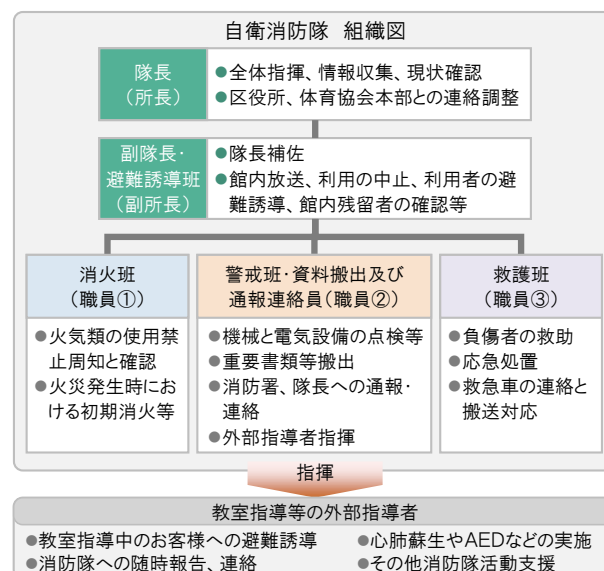 自衛消防隊 組織図
隊長
(所長)
●全体指揮、情報収集、現状確認
●区役所、体育協会本部との連絡調整
副隊長・
避難誘導班
(副所長)
●隊長補佐
●館内放送、利用の中止、利用者の避
難誘導、館内残留者の確認等
消火班
(職員①)
●火気類の使用禁
止周知と確認
●火災発生時にお
ける初期消火等
警戒班・資料搬出及び
通報連絡員(職員②)
●機械と電気設備の点検等
●重要書類等搬出
●消防署、隊長への通報・
連絡
●外部指導者指揮
救護班
(職員③)
●負傷者の救助
●応急処置
●救急車の連絡と
搬送対応
指揮
教室指導等の外部指導者
●教室指導中のお客様への避難誘導
●消防隊への随時報告、連絡
●心肺蘇生やAEDなどの実施
●その他消防隊活動支援